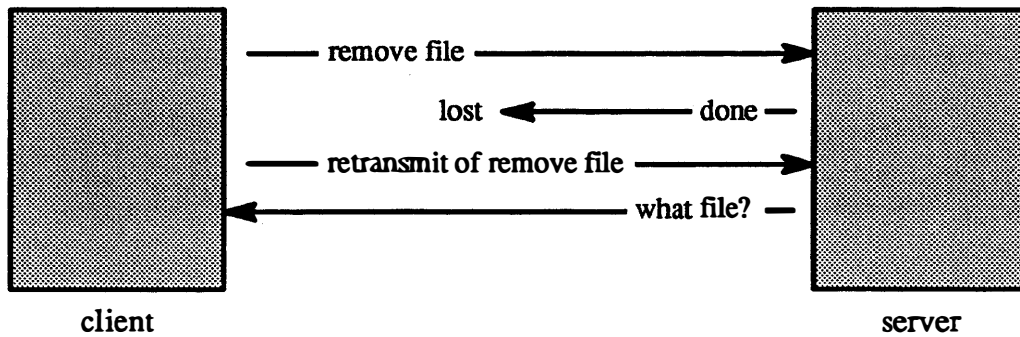 remove file
lost
done
retransmit of remove file
what file?
client
server